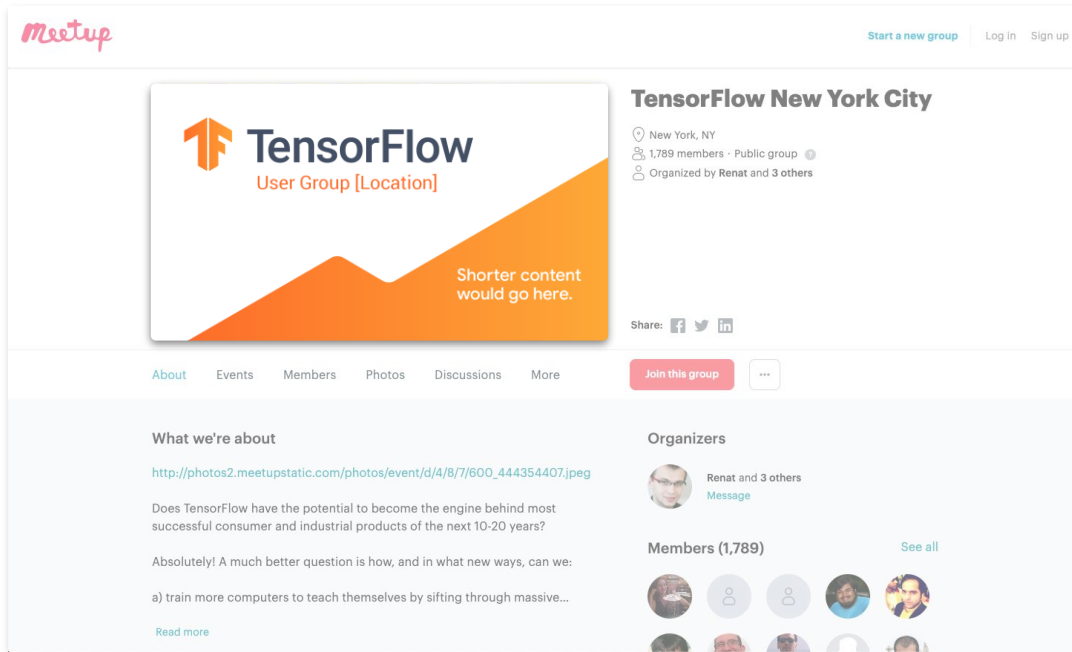 Meetup
Start a new group
Log in
Sign up
TensorFlow
User Group [Location]
Shorter content
would go here.
TensorFlow New York City
New York, NY
1,789 members · Public group ?
Organized by Renat and 3 others
Share:
About
Events
Members
Photos
Discussions
More
Join this group
...
What we're about
http://photos2.meetupstatic.com/photos/event/d/4/8/7/600_444354407.jpeg
Does TensorFlow have the potential to become the engine behind most
successful consumer and industrial products of the next 10-20 years?
Absolutely! A much better question is how, and in what new ways, can we:
a) train more computers to teach themselves by sifting through massive...
Read more
Organizers
Renat and 3 others
Message
Members (1,789)
See all